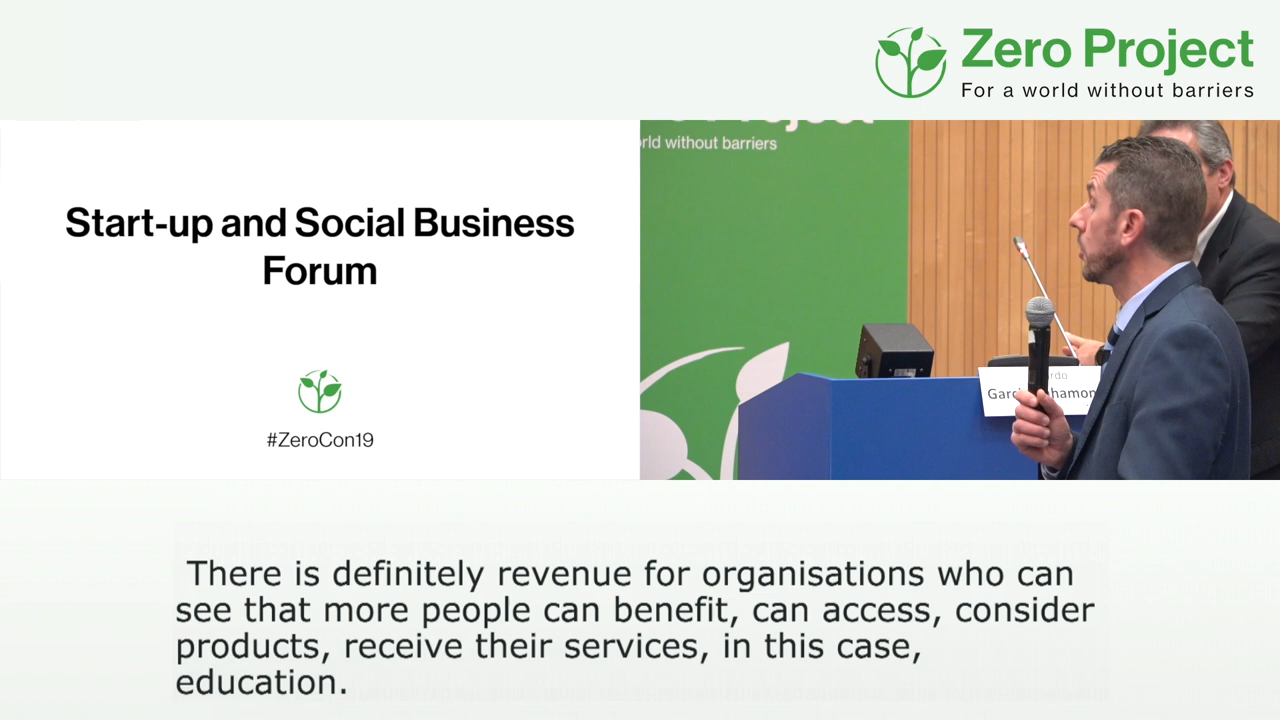 Zero Project
For a world without barriers
Start-up and Social Business
Forum
#ZeroCon19
Project
rld without barriers
There is definitely revenue for organisations who can
see that more people can benefit, can access, consider
products, receive their services, in this case,
education.